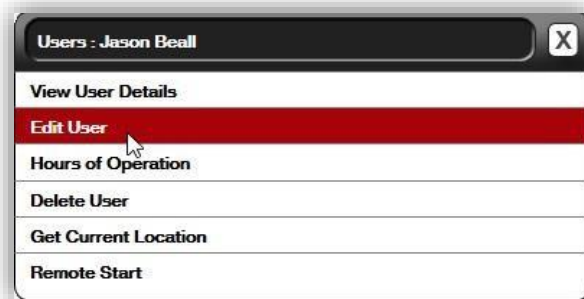 Users : Jason Beall
X
View User Details
Edit User
Hours of Operation
Delete User
Get Current Location
Remote Start